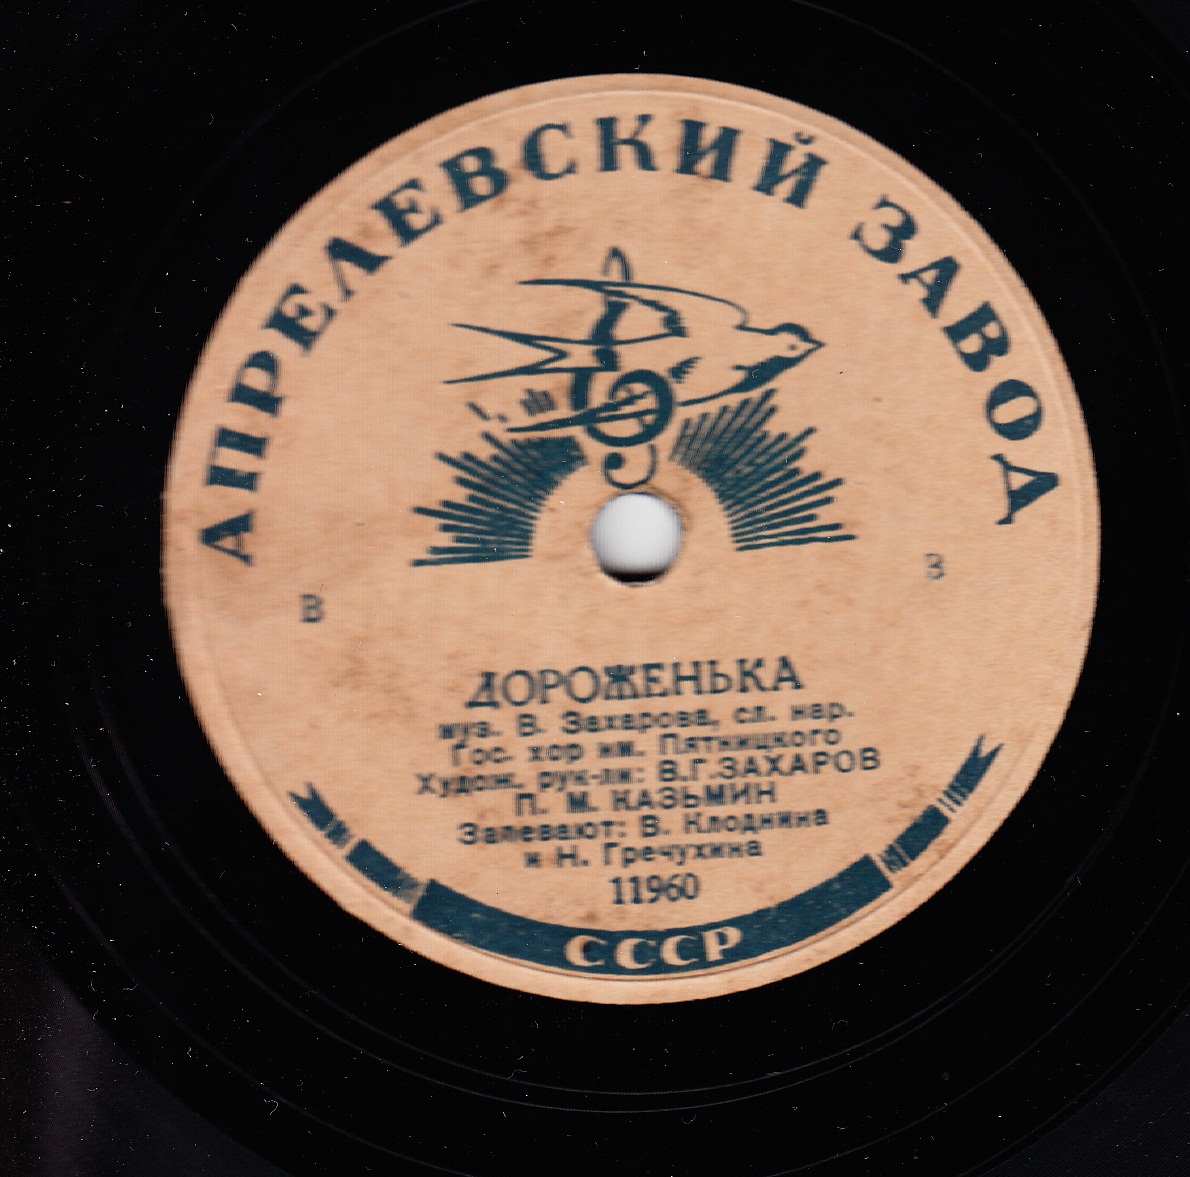 АПРЕЛЕВСКИЙ ЗАВОД
В З
ДОРОЖЕНЬКА
муз. В. Захарова, сл. нар.
Гос. хор им. Пятницкого
Худож. рук-ли: В.Г.ЗАХАРОВ
П. М. КАЗЬМИН
Запевают: В. Клоднина
и Н. Гречухина
11960
СССР